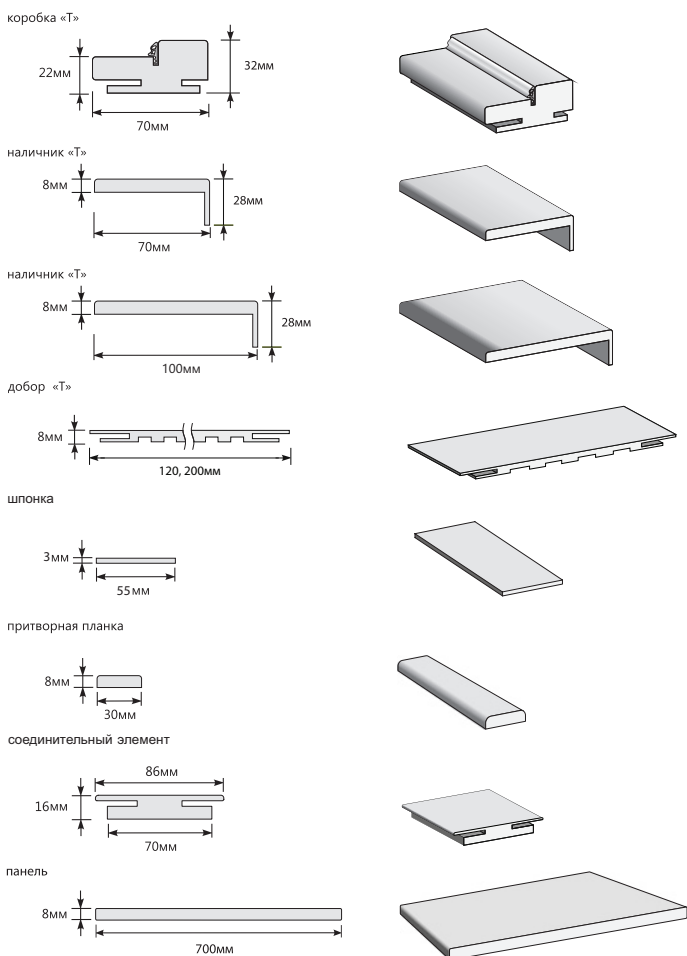 коробка «Т»
22мм
32мм
70мм
наличник «Т»
8мм
28мм
70мм
наличник «Т»
8мм
28мм
100мм
добор «Т»
8мм
120, 200мм
шпонка
3мм
55мм
притворная планка
8мм
30мм
соединительный элемент
86мм
16мм
70мм
панель
8мм
700мм